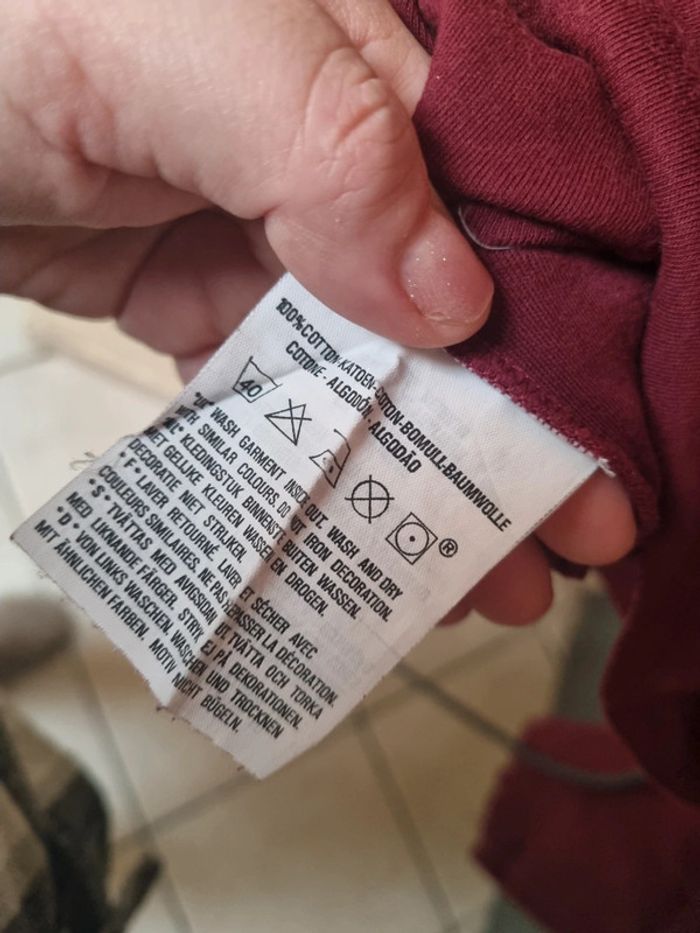 100% COTTON-KATOEN-COTON-BOMULL-BAUMWOLLE
COTONE - ALGODÓN - ALGODÃO
40 ®
WASH GARMENT INSIDE OUT. WASH AND DRY
WITH SIMILAR COLOURS. DO NOT IRON DECORATION.
KLEDINGSTUK BINNENSTE BUITEN WASSEN.
MET GELIJKE KLEUREN WASSEN EN DROGEN.
DECORATIE NIET STRIJKEN.
*F* LAVER RETOURNÉ. LAVER ET SÉCHER AVEC
COULEURS SIMILAIRES. NE PAS REPASSER LA DÉCORATION.
*S* TVÄTTAS MED AVIGSIDAN UT TVÄTTA OCH TORKA
MED LIKNANDE FÄRGER. STRYK EJ PÅ DEKORATIONEN.
*D* VON LINKS WASCHEN. WASCHEN UND TROCKNEN
MIT ÄHNLICHEN FARBEN. MOTIV NICHT BÜGELN.